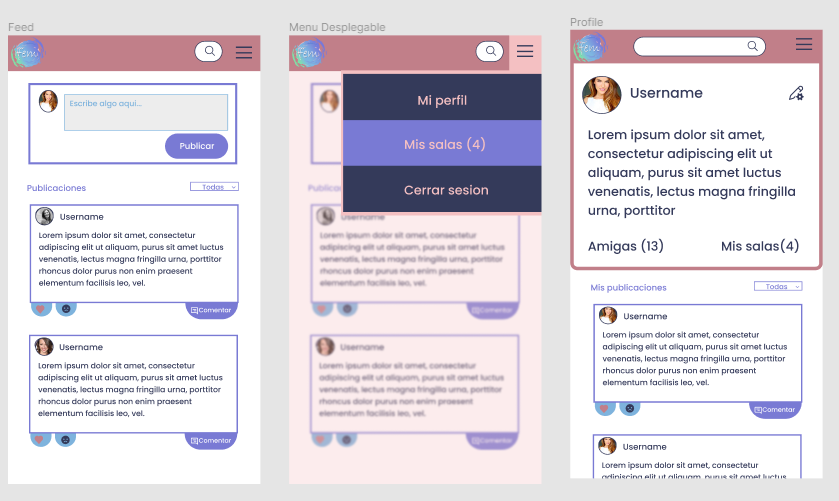 Feed
Fem
Escribe algo aquí...
Publicar
Publicaciones
Todas
Username
Lorem ipsum dolor sit amet, consectetur
adipiscing elit ut aliquam, purus sit amet luctus
venenatis, lectus magna fringilla urna, porttitor
rhoncus dolor purus non enim praesent
elementum facilisis leo, vel.
Comentar
Username
Lorem ipsum dolor sit amet, consectetur
adipiscing elit ut aliquam, purus sit amet luctus
venenatis, lectus magna fringilla urna, porttitor
rhoncus dolor purus non enim praesent
elementum facilisis leo, vel.
Comentar
Menu Desplegable
Fem
Mi perfil
Mis salas (4)
Cerrar sesion
Username
Lorem ipsum dolor sit amet, consectetur
adipiscing elit ut aliquam, purus sit amet luctus
venenatis, lectus magna fringilla urna, porttitor
rhoncus dolor purus non enim praesent
elementum facilisis leo, vel.
Comentar
Username
Lorem ipsum dolor sit amet, consectetur
adipiscing elit ut aliquam, purus sit amet luctus
venenatis, lectus magna fringilla urna, porttitor
rhoncus dolor purus non enim praesent
elementum facilisis leo, vel.
Comentar
Profile
Fem
Username
Lorem ipsum dolor sit amet,
consectetur adipiscing elit ut
aliquam, purus sit amet luctus
venenatis, lectus magna fringilla
urna, porttitor
Amigas (13)
Mis salas(4)
Mis publicaciones
Todas
Username
Lorem ipsum dolor sit amet, consectetur
adipiscing elit ut aliquam, purus sit amet luctus
venenatis, lectus magna fringilla urna, porttitor
rhoncus dolor purus non enim praesent
elementum facilisis leo, vel.
Comentar
Username
Lorem ipsum dolor sit amet, consectetur
adipiscing elit ut aliquam, purus sit amet luctus